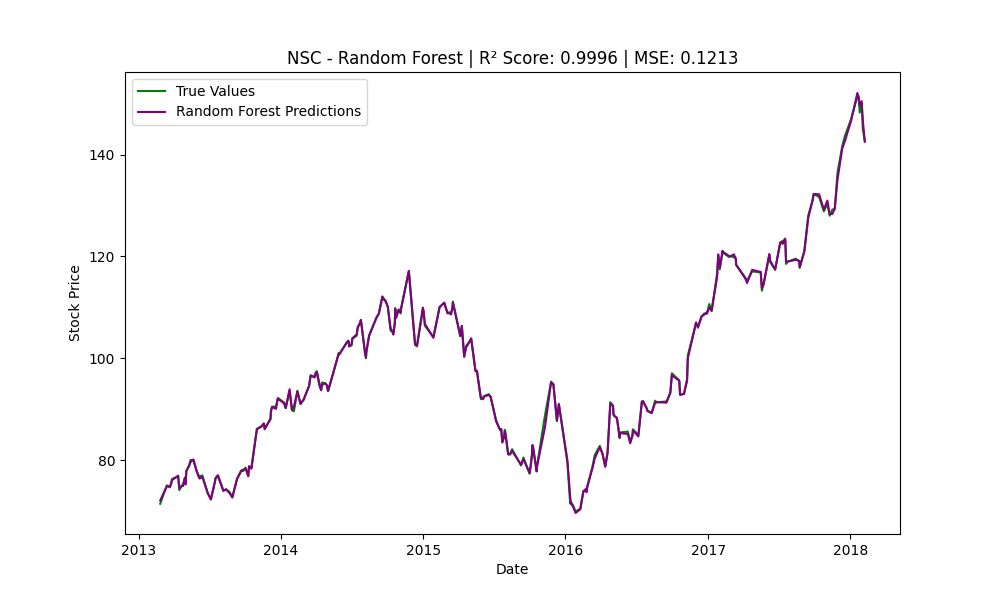 NSC - Random Forest | R² Score: 0.9996 | MSE: 0.1213
True Values
Random Forest Predictions
Stock Price
140
120
100
80
2013 2014 2015 2016 2017 2018
Date